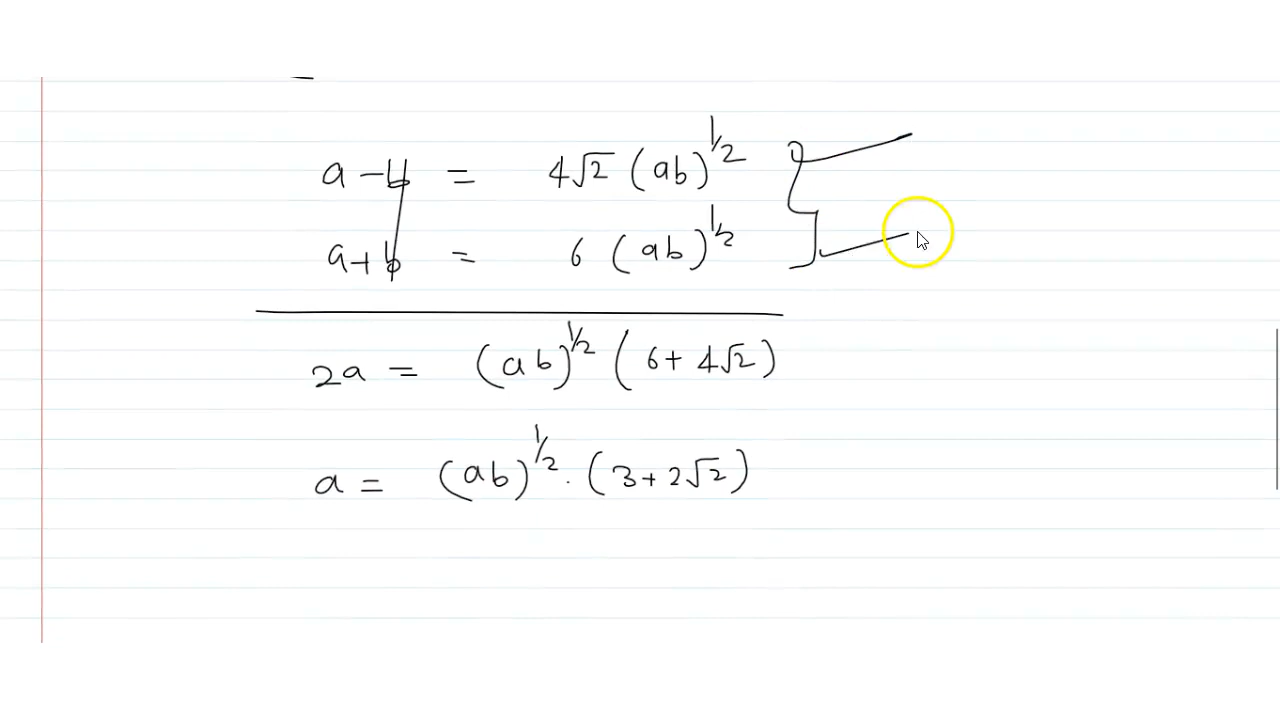 a - b = 4√2 (ab)^1/2
a + b = 6 (ab)^1/2
2a = (ab)^1/2 (6 + 4√2)
a = (ab)^1/2 . (3 + 2√2)